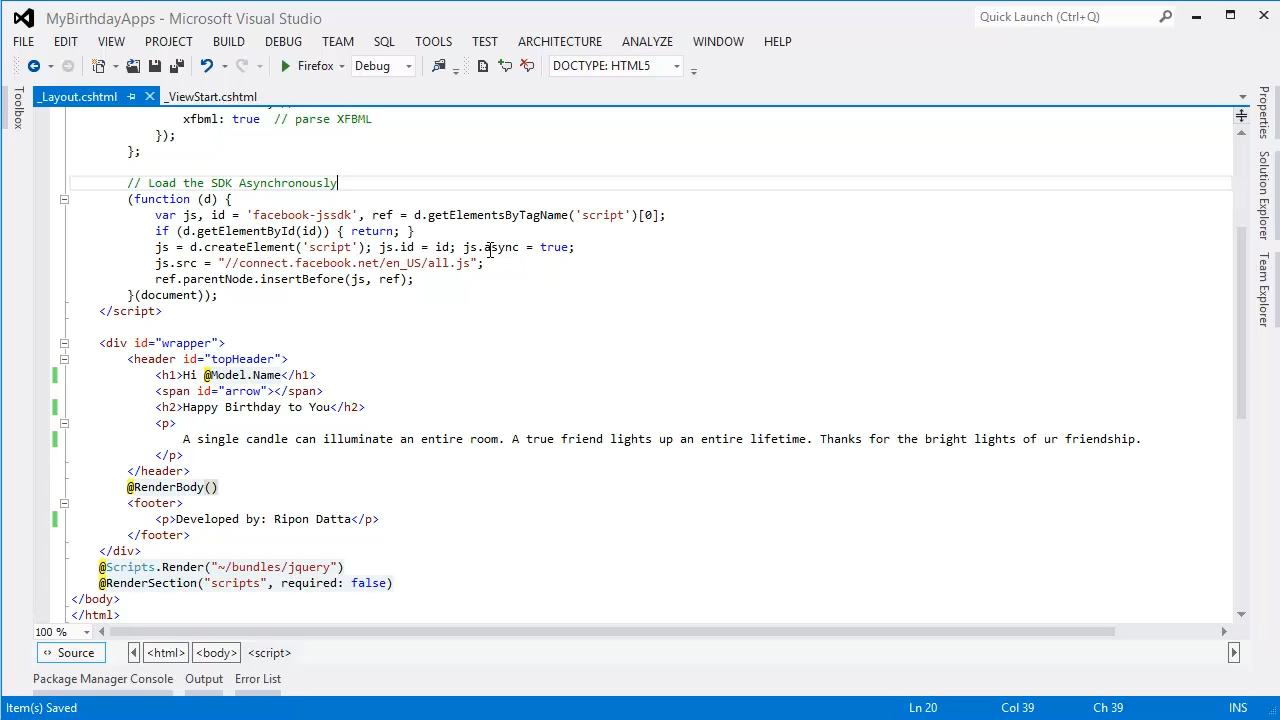 MyBirthdayApps - Microsoft Visual Studio
Quick Launch (Ctrl+Q)
FILE EDIT VIEW PROJECT BUILD DEBUG TEAM SQL TOOLS TEST ARCHITECTURE ANALYZE WINDOW HELP
Firefox Debug DOCTYPE: HTML5
_Layout.cshtml _ViewStart.cshtml
Toolbox
Properties
Solution Explorer
Team Explorer
xfbml: true // parse XFBML
});
};
// Load the SDK Asynchronously
(function (d) {
var js, id = 'facebook-jssdk', ref = d.getElementsByTagName('script')[0];
if (d.getElementById(id)) { return; }
js = d.createElement('script'); js.id = id; js.async = true;
js.src = "//connect.facebook.net/en_US/all.js";
ref.parentNode.insertBefore(js, ref);
}(document));
</script>
<div id="wrapper">
<header id="topHeader">
<h1>Hi @Model.Name</h1>
<span id="arrow"></span>
<h2>Happy Birthday to You</h2>
<p>
A single candle can illuminate an entire room. A true friend lights up an entire lifetime. Thanks for the bright lights of ur friendship.
</p>
</header>
@RenderBody()
<footer>
<p>Developed by: Ripon Datta</p>
</footer>
</div>
@Scripts.Render("~/bundles/jquery")
@RenderSection("scripts", required: false)
</body>
</html>
100 %
Source <html> <body> <script>
Package Manager Console Output Error List
Item(s) Saved Ln 20 Col 39 Ch 39 INS